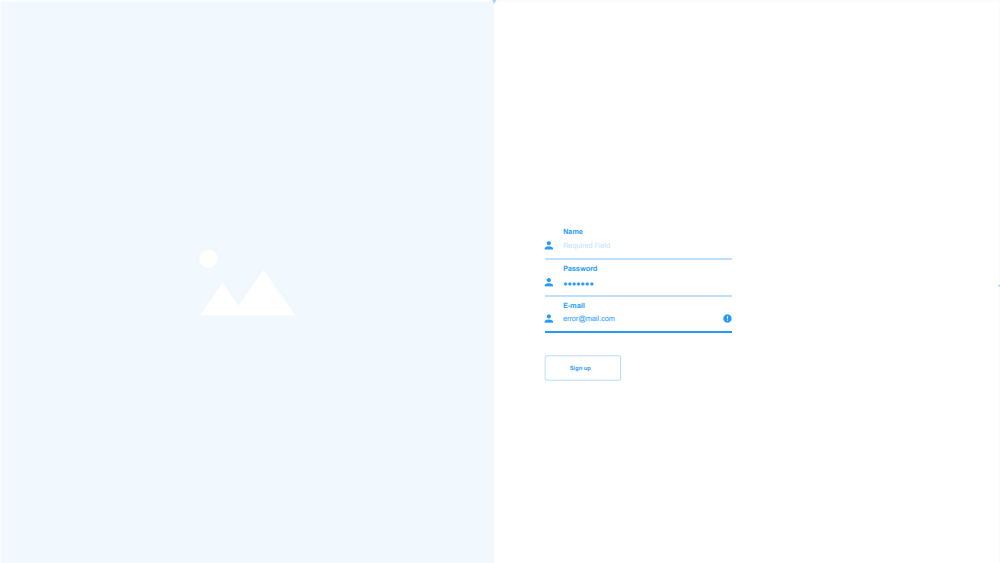 Name
Required Field
Password
•••••••
E-mail
error@mail.com
Sign up